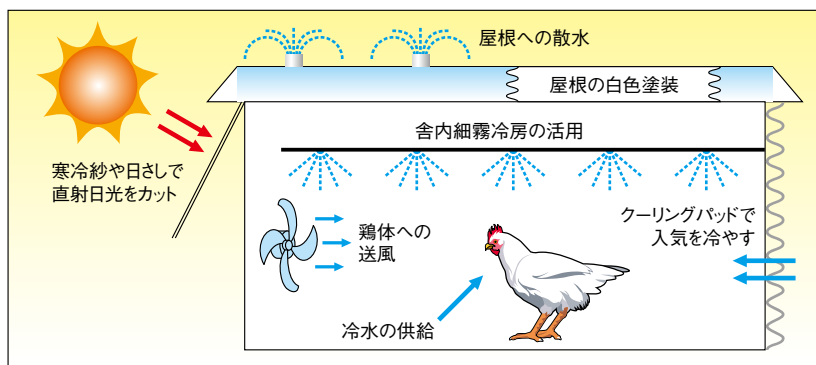 屋根への散水
屋根の白色塗装
舎内細霧冷房の活用
寒冷紗や日さしで
直射日光をカット
鶏体への
送風
クーリングパッドで
入気を冷やす
冷水の供給